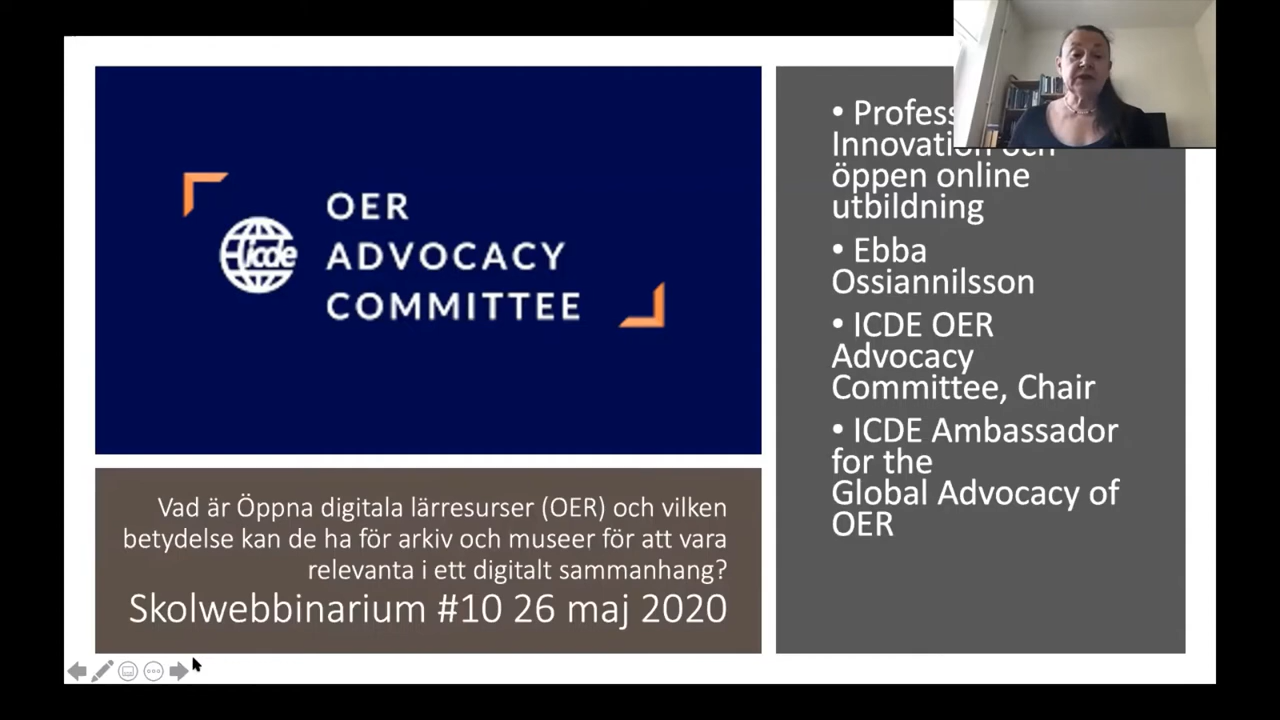 icde
OER
ADVOCACY
COMMITTEE
Vad är Öppna digitala lärresurser (OER) och vilken
betydelse kan de ha för arkiv och museer för att vara
relevanta i ett digitalt sammanhang?
Skolwebbinarium #10 26 maj 2020
•
öppen online
utbildning
• Ebba
Ossiannilsson
• ICDE OER
Advocacy
Committee, Chair
• ICDE Ambassador
for the
Global Advocacy of
OER